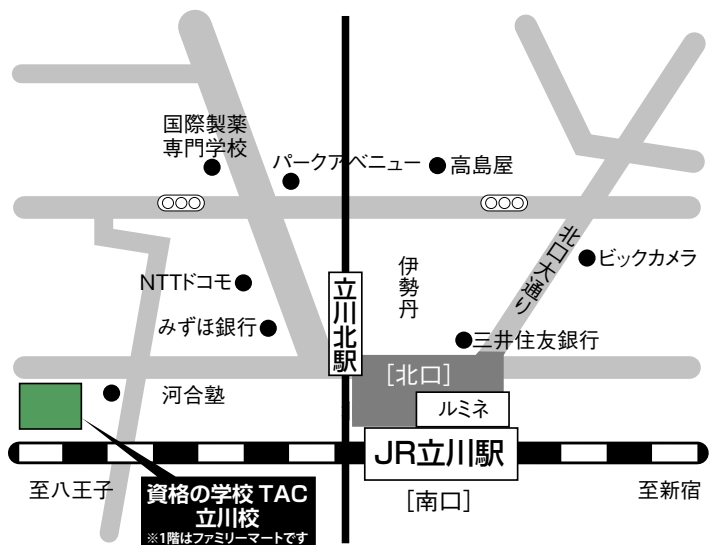 国際製薬
専門学校
パークアベニュー
高島屋
北口大通り
ビックカメラ
NTTドコモ
伊勢丹
立川北駅
みずほ銀行
三井住友銀行
[北口]
河合塾
ルミネ
JR立川駅
至八王子
資格の学校 TAC
立川校
※1階はファミリーマートです
[南口]
至新宿